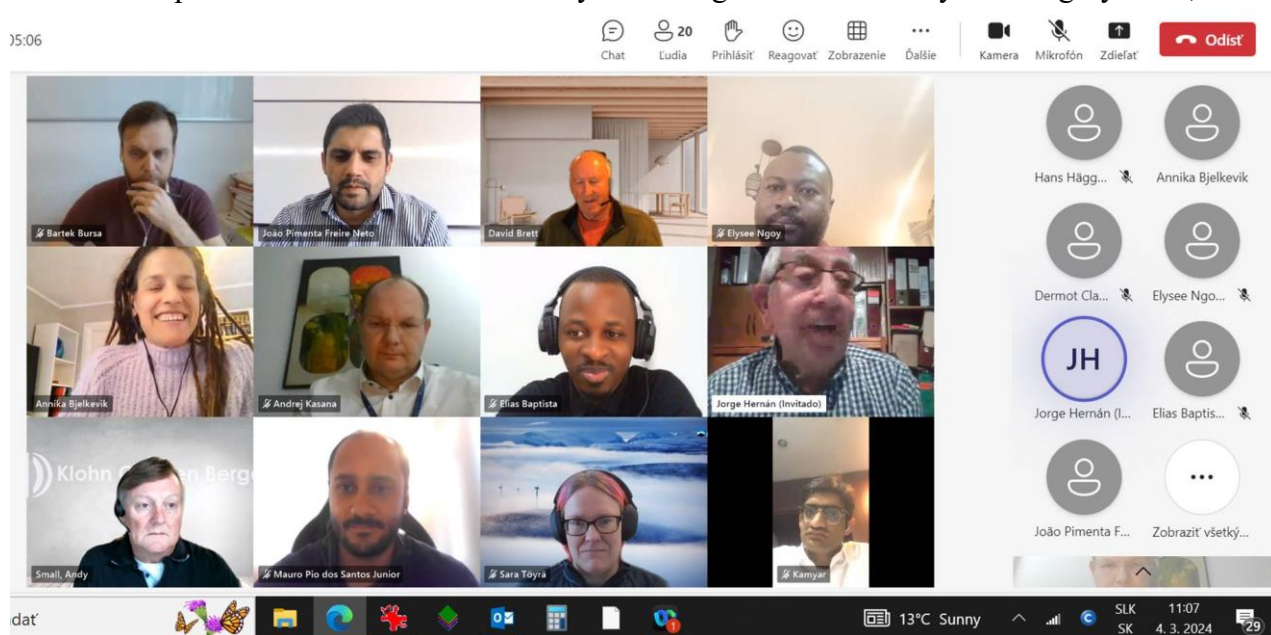 05:06
20
Chat Ľudia Prihlásiť Reagovať Zobrazenie Ďalšie Kamera Mikrofón Zdieľať Odísť
Bartek Bursa
João Pimenta Freire Neto
David Brett
Elysee Ngoy
Hans Hägg...
Annika Bjelkevik
Annika Bjelkevik
Andrej Kasana
Elias Baptista
Jorge Hernán (Invitado)
Dermot Cla...
Elysee Ngo...
JH
Jorge Hernán (I...
Elias Baptis...
Klohn
Berge
Small, Andy
Mauro Pio dos Santos Junior
Sara Töyrä
Kamyar
João Pimenta F...
Zobraziť všetký...
dať
1
13°C Sunny
SLK
SK
11:07
4. 3. 2024
29